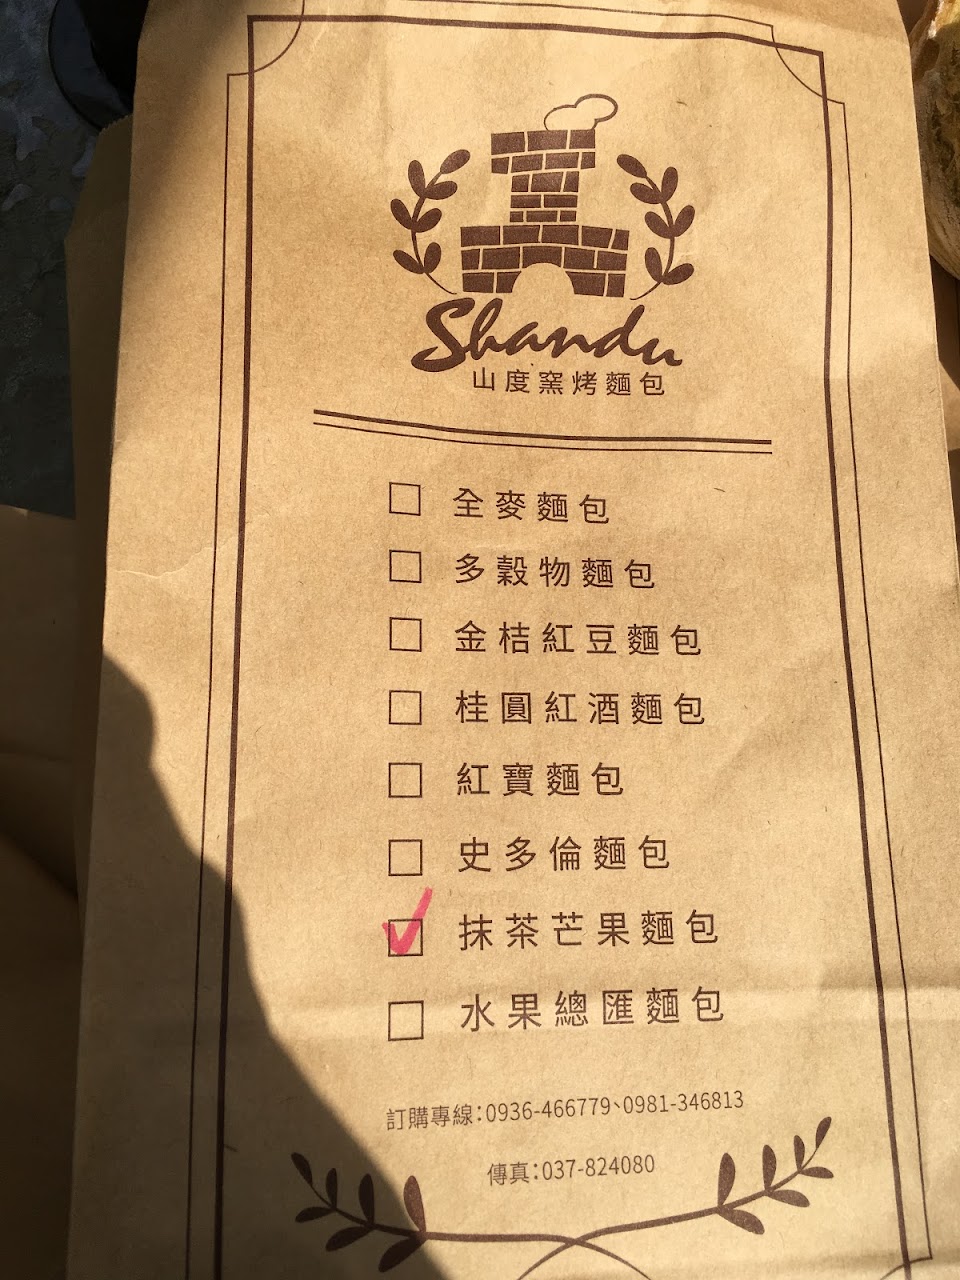 Shandu
山度窯烤麵包
全麥麵包
多穀物麵包
金桔紅豆麵包
桂圓紅酒麵包
紅寶麵包
史多倫麵包
抹茶芒果麵包
水果總匯麵包
訂購專線:0936-466779、0981-346813
傳真:037-824080